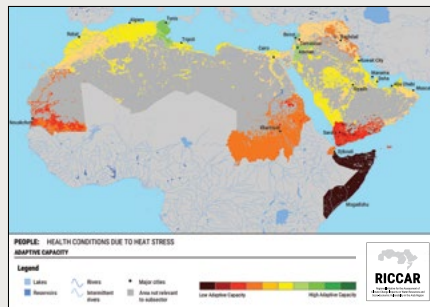 Algiers
Tunis
Rabat
Tripoli
Cairo
Beirut
Damascus
Baghdad
Amman
Kuwait City
Manama
Doha
Abu Dhabi
Muscat
Riyadh
Nouakchott
Khartoum
Djibouti
Mogadishu
PEOPLE: HEALTH CONDITIONS DUE TO HEAT STRESS
ADAPTIVE CAPACITY
Legend
Lakes
Rivers
Major cities
Reservoirs
Intermittent rivers
Area not relevant to subsector
Low Adaptive Capacity
High Adaptive Capacity
RICCAR